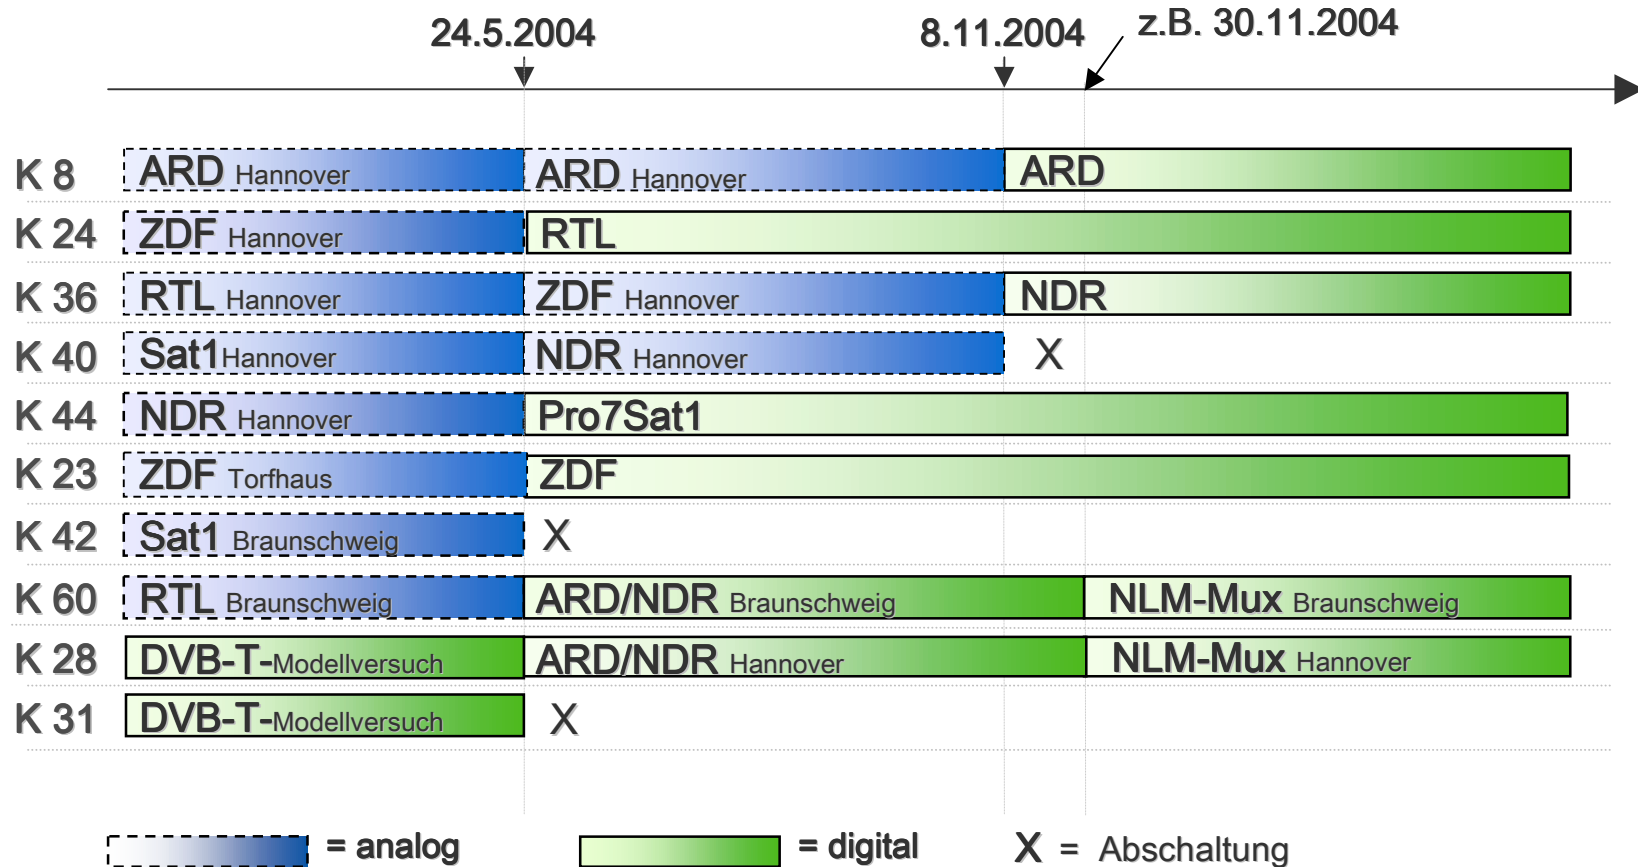 24.5.2004 8.11.2004 z.B. 30.11.2004
K 8 ARD Hannover ARD Hannover ARD
K 24 ZDF Hannover RTL
K 36 RTL Hannover ZDF Hannover NDR
K 40 Sat1Hannover NDR Hannover X
K 44 NDR Hannover Pro7Sat1
K 23 ZDF Torfhaus ZDF
K 42 Sat1 Braunschweig X
K 60 RTL Braunschweig ARD/NDR Braunschweig NLM-Mux Braunschweig
K 28 DVB-T-Modellversuch ARD/NDR Hannover NLM-Mux Hannover
K 31 DVB-T-Modellversuch X
= analog = digital X = Abschaltung